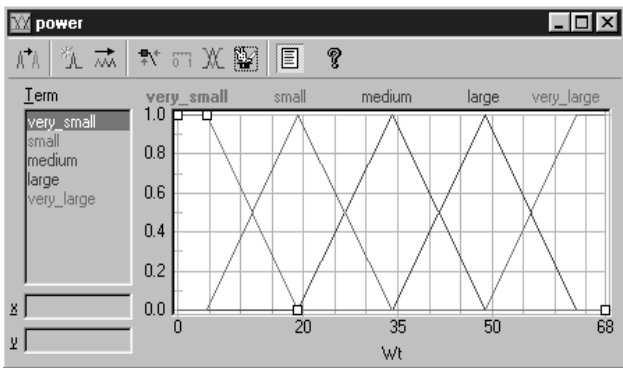 power
Term
very_small
small
medium
large
very_large
very_small small medium large very_large
1.0
0.8
0.6
0.4
0.2
0.0
0 20 35 50 68
Wt
x
y